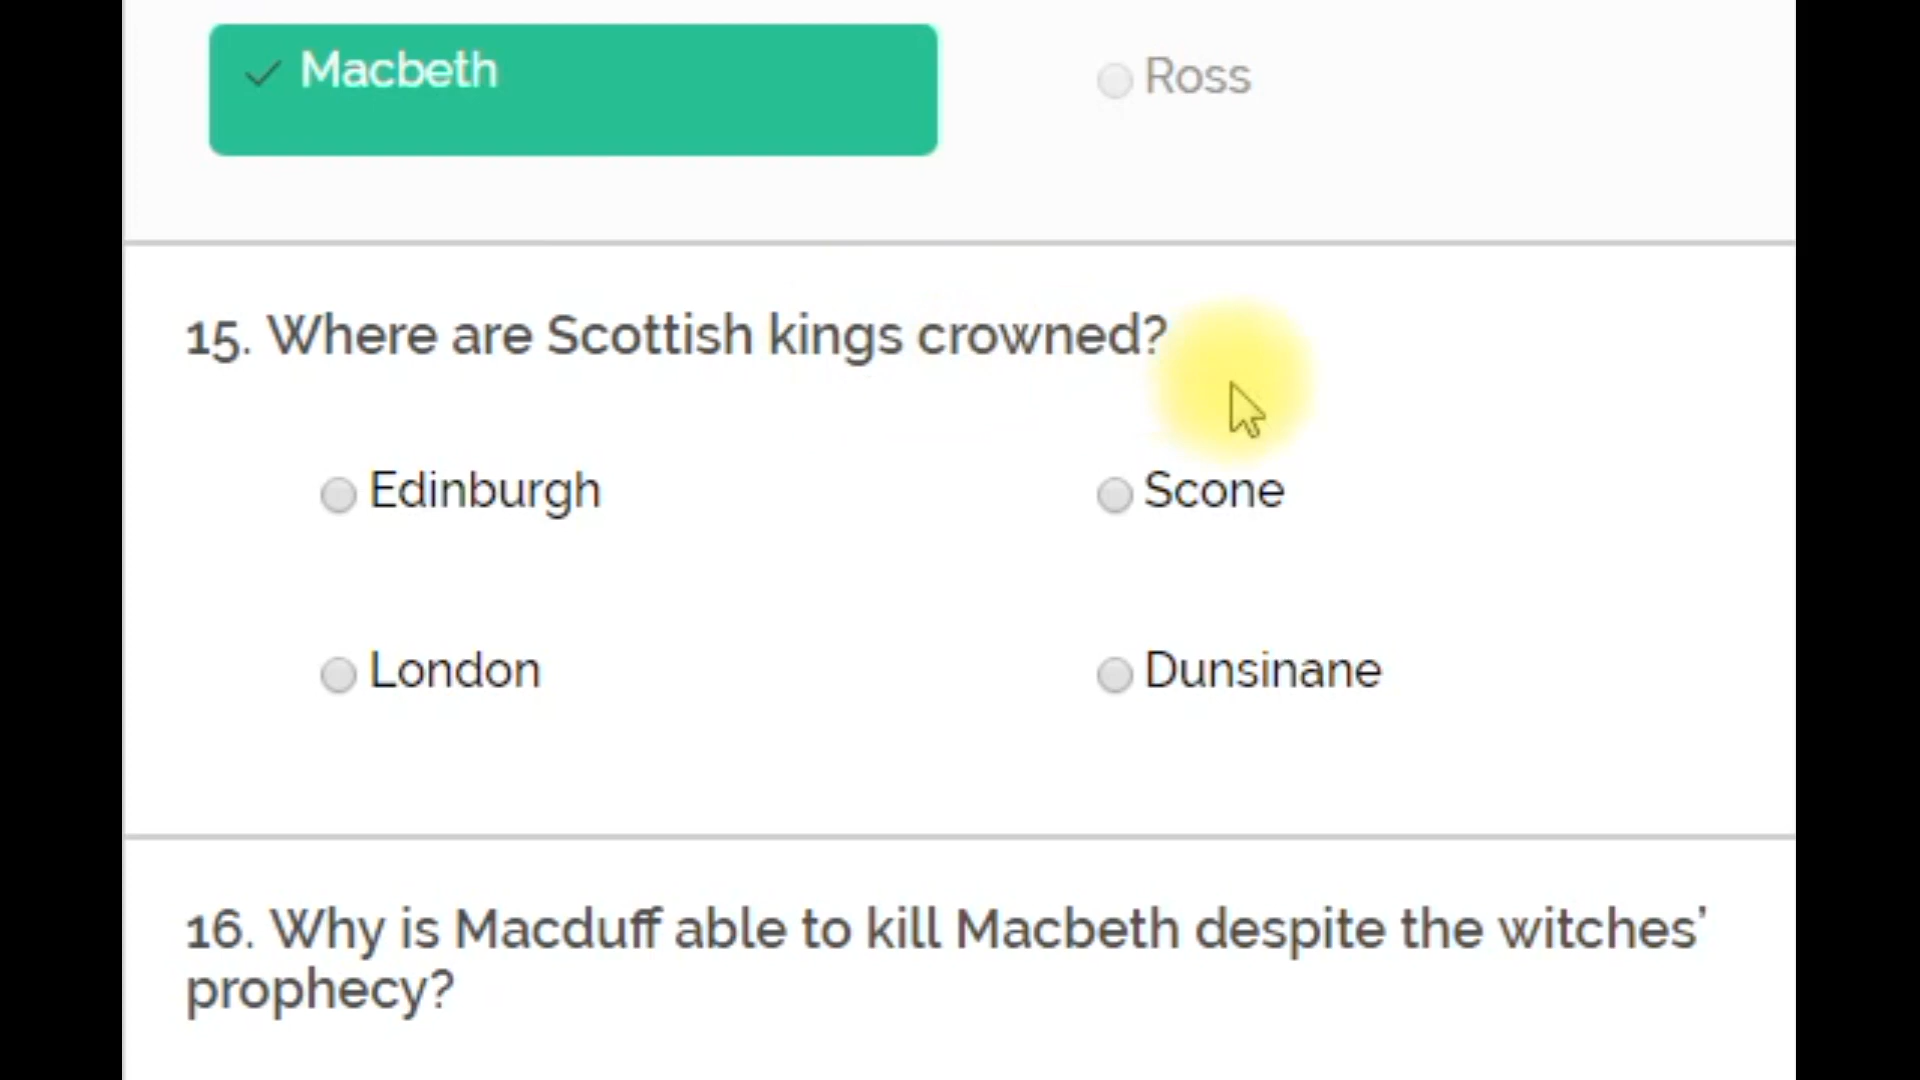 Macbeth
Ross
15. Where are Scottish kings crowned?
Edinburgh
Scone
London
Dunsinane
16. Why is Macduff able to kill Macbeth despite the witches’
prophecy?